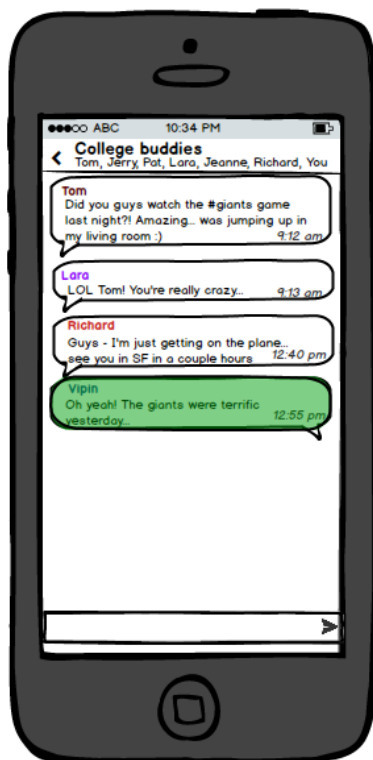 ABC 10:34 PM
College buddies
Tom, Jerry, Pat, Lara, Jeanne, Richard, You
Tom
Did you guys watch the #giants game
last night?! Amazing... was jumping up in
my living room :) 9:12 am
Lara
LOL Tom! You're really crazy... 9:13 am
Richard
Guys - I'm just getting on the plane...
see you in SF in a couple hours 12:40 pm
Vipin
Oh yeah! The giants were terrific
yesterday... 12:55 pm